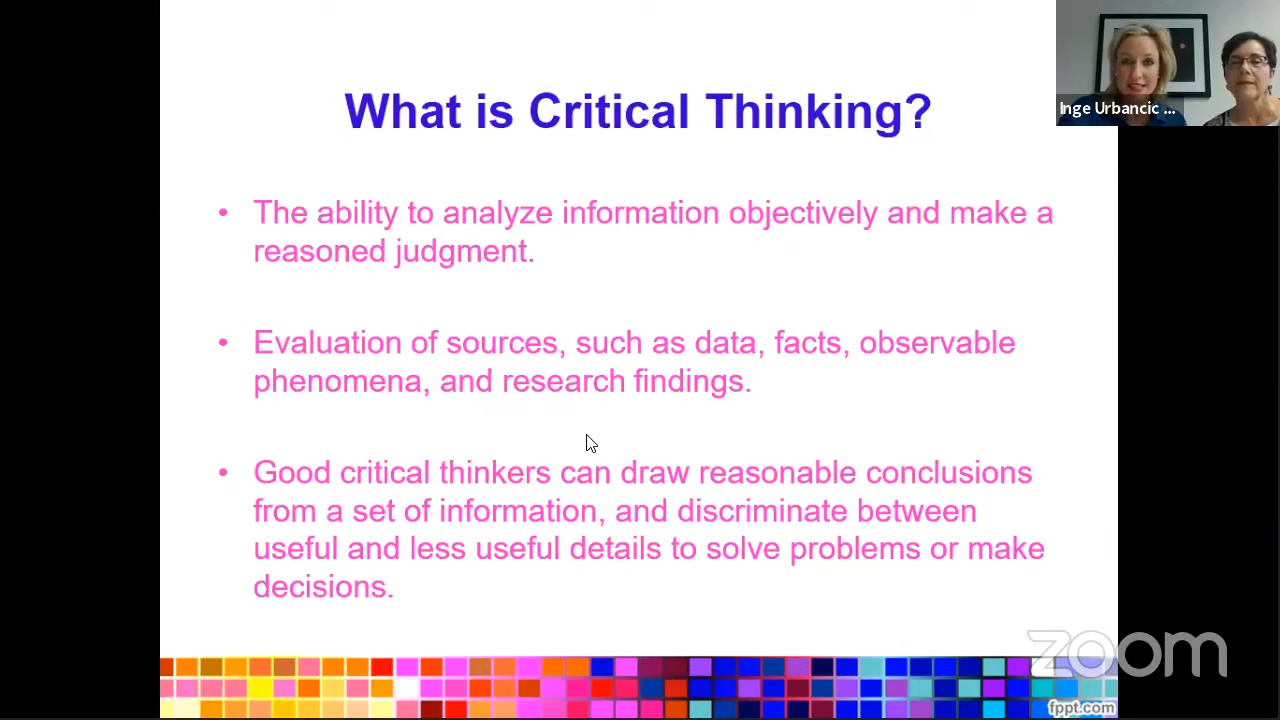 What is Critical Thinking?
Inge Urbancic ...
• The ability to analyze information objectively and make a
reasoned judgment.
• Evaluation of sources, such as data, facts, observable
phenomena, and research findings.
• Good critical thinkers can draw reasonable conclusions
from a set of information, and discriminate between
useful and less useful details to solve problems or make
decisions.
zoom
fppt.com